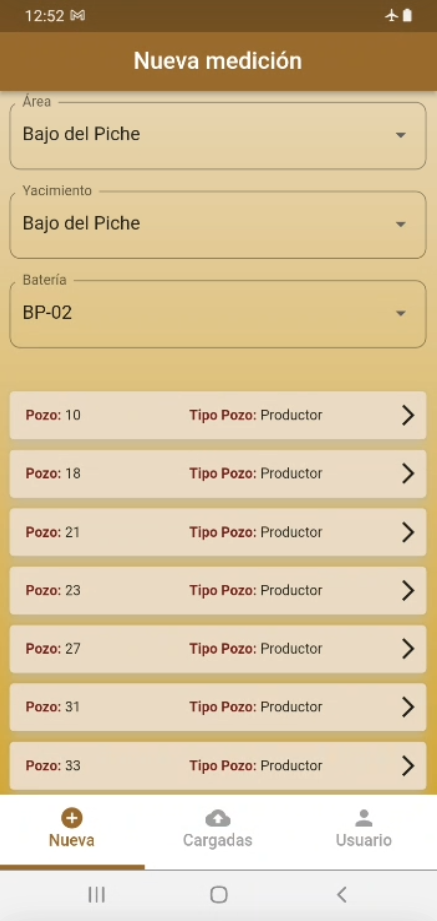 12:52
Nueva medición
Área
Bajo del Piche
Yacimiento
Bajo del Piche
Batería
BP-02
Pozo: 10 Tipo Pozo: Productor
Pozo: 18 Tipo Pozo: Productor
Pozo: 21 Tipo Pozo: Productor
Pozo: 23 Tipo Pozo: Productor
Pozo: 27 Tipo Pozo: Productor
Pozo: 31 Tipo Pozo: Productor
Pozo: 33 Tipo Pozo: Productor
Nueva Cargadas Usuario